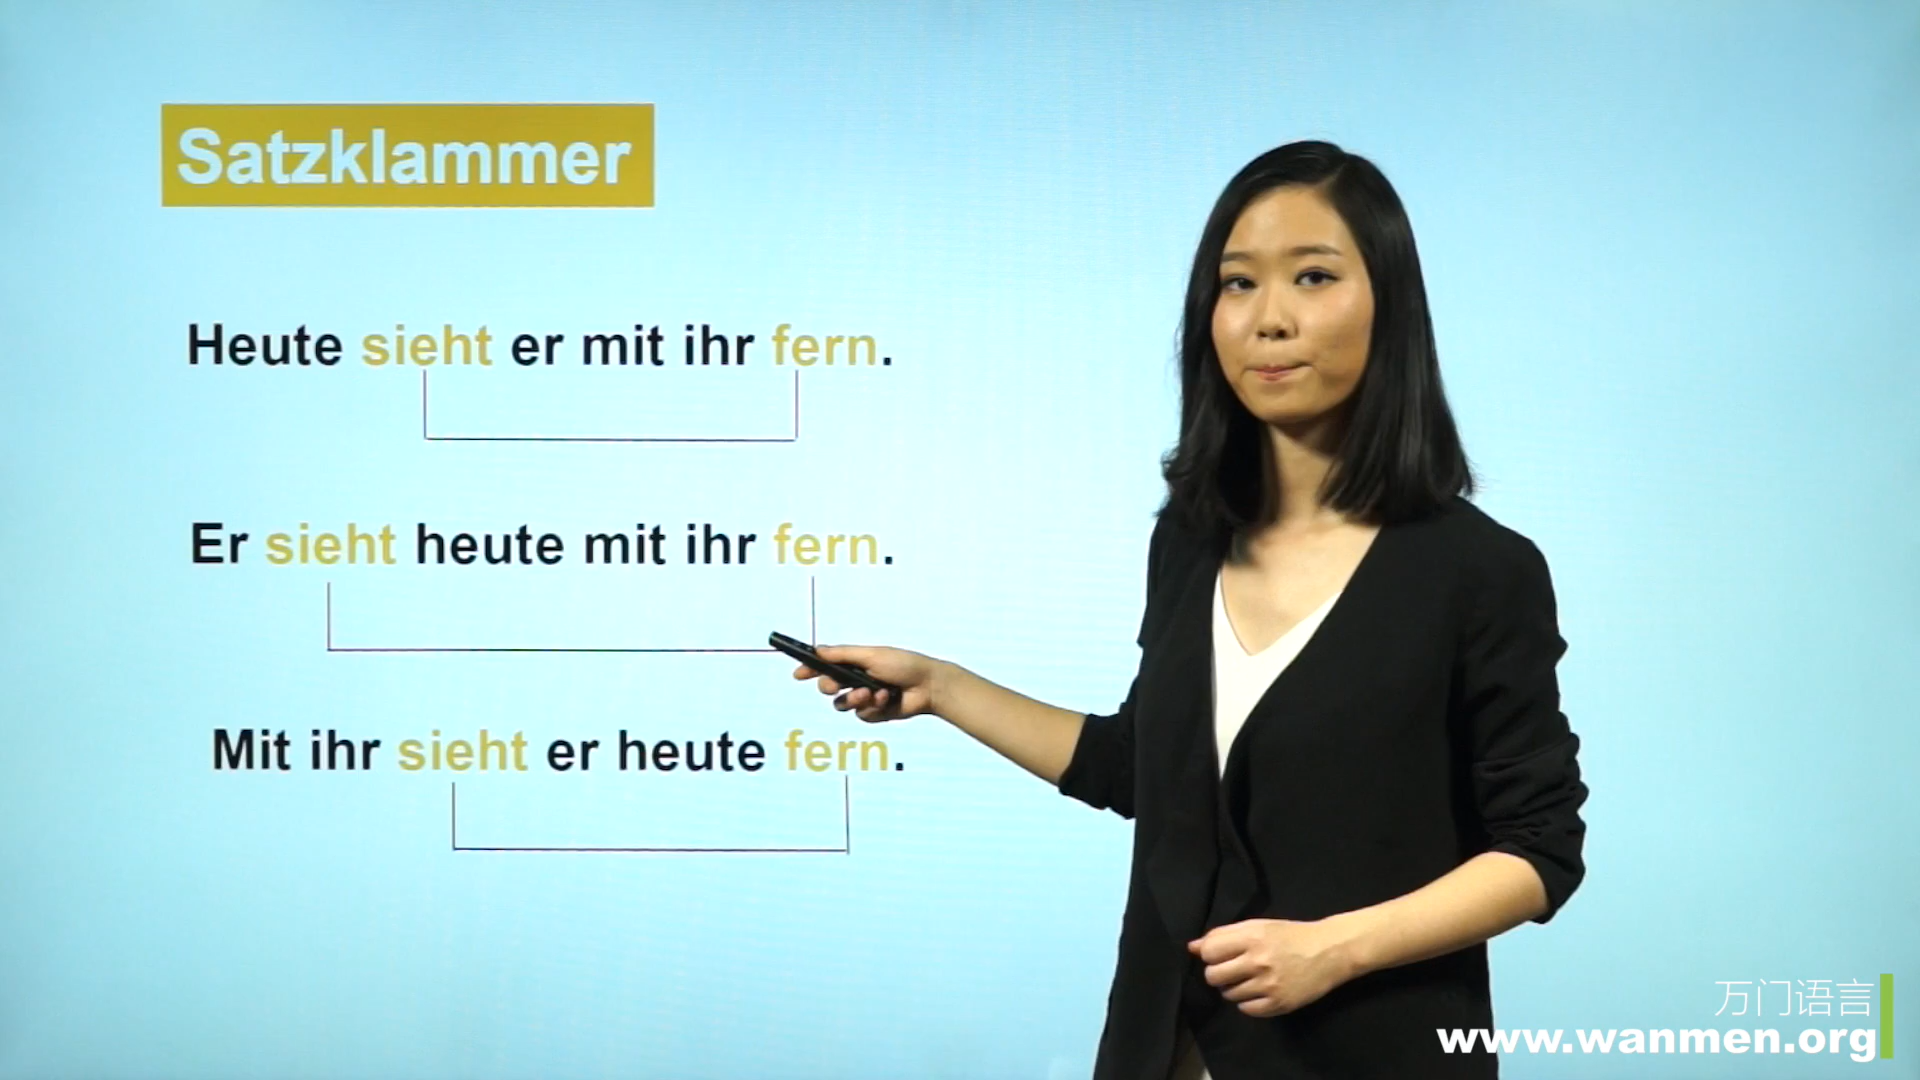 Satzklammer
Heute sieht er mit ihr fern.
Er sieht heute mit ihr fern.
Mit ihr sieht er heute fern.
万门语言
www.wanmen.org